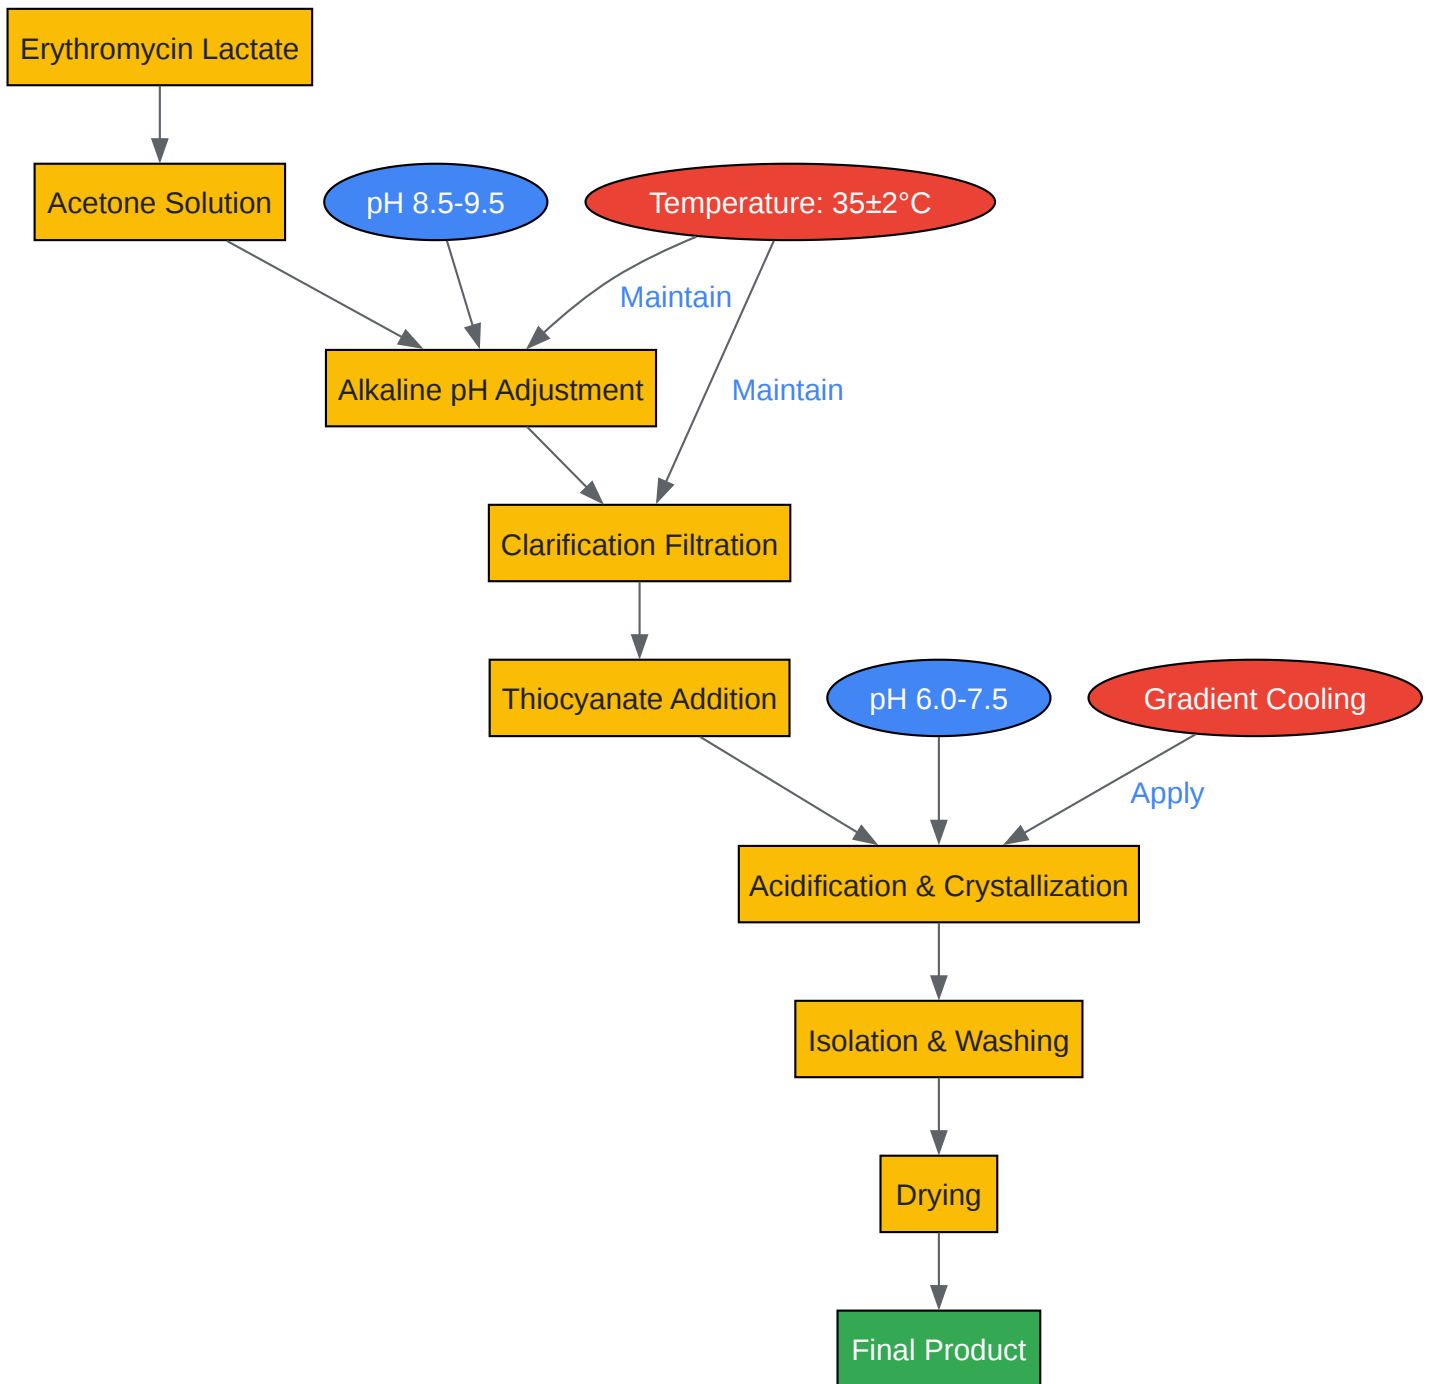 Erythromycin Lactate
Acetone Solution
pH 8.5-9.5
Temperature: 35±2°C
Maintain
Alkaline pH Adjustment
Maintain
Clarification Filtration
Thiocyanate Addition
pH 6.0-7.5
Gradient Cooling
Apply
Acidification & Crystallization
Isolation & Washing
Drying
Final Product